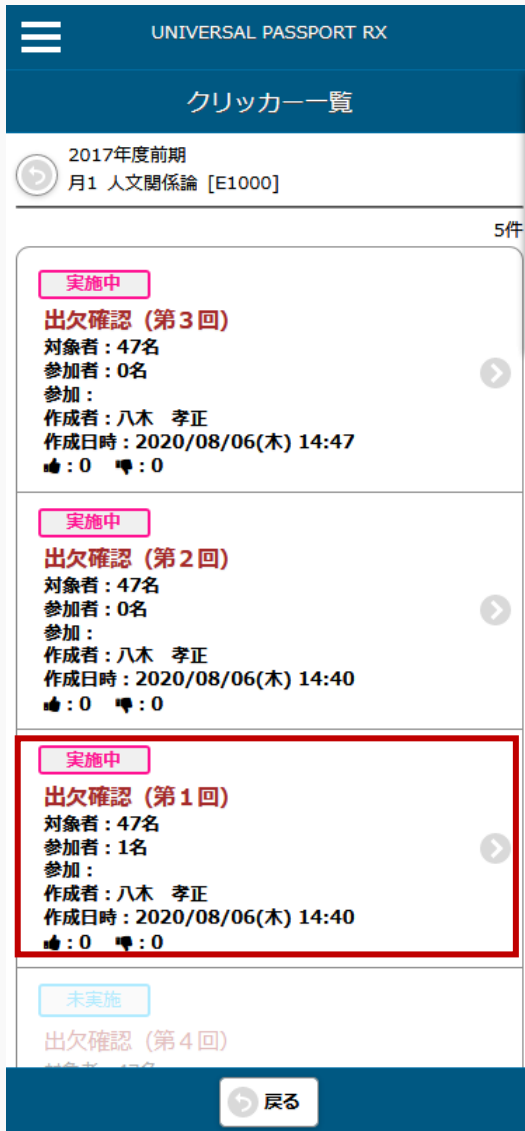 UNIVERSAL PASSPORT RX
クリッカー一覧
2017年度前期
月1 人文関係論 [E1000]
5件
実施中
出欠確認（第３回）
対象者：47名
参加者：0名
参加：
作成者：八木　孝正
作成日時：2020/08/06(木) 14:47
：0 ：0
実施中
出欠確認（第２回）
対象者：47名
参加者：0名
参加：
作成者：八木　孝正
作成日時：2020/08/06(木) 14:40
：0 ：0
実施中
出欠確認（第１回）
対象者：47名
参加者：1名
参加：
作成者：八木　孝正
作成日時：2020/08/06(木) 14:40
：0 ：0
未実施
出欠確認（第４回）
戻る